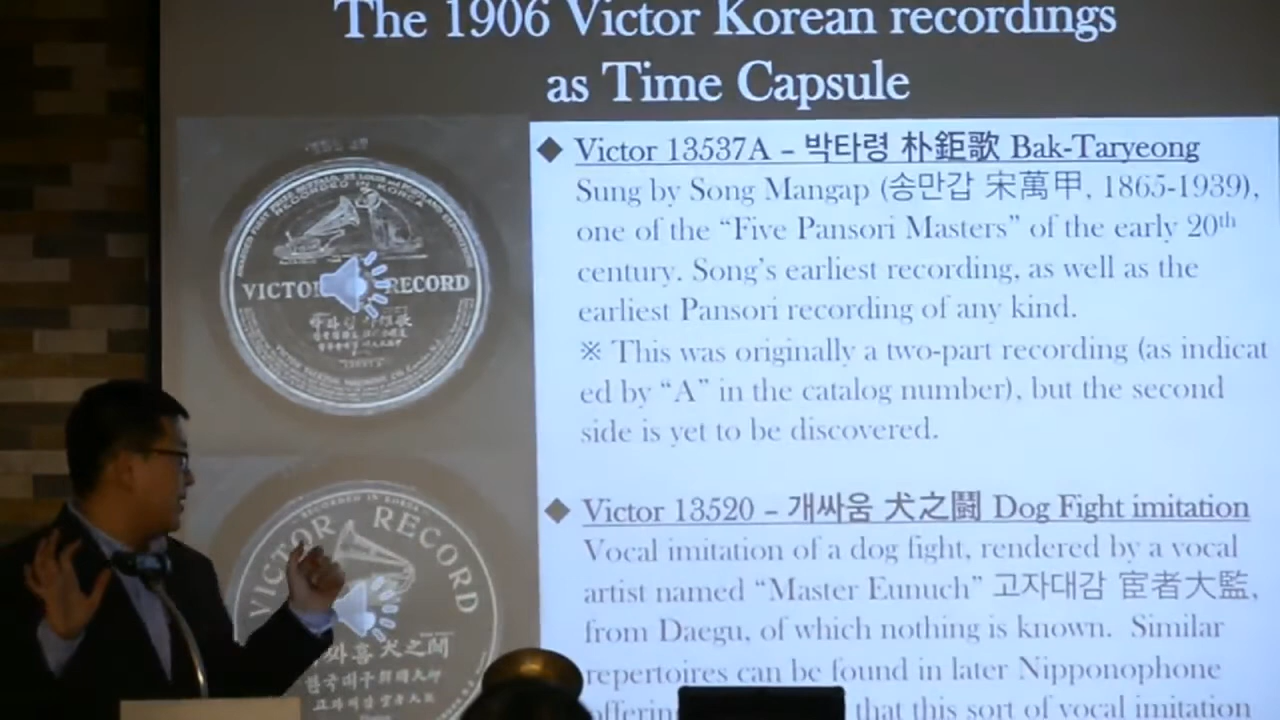 The 1906 Victor Korean recordings
as Time Capsule
◆ Victor 13537A – 박타령 朴鉅歌 Bak-Taryeong
Sung by Song Mangap (송만갑 宋萬甲, 1865-1939),
one of the “Five Pansori Masters” of the early 20th
century. Song’s earliest recording, as well as the
earliest Pansori recording of any kind.
※ This was originally a two-part recording (as indicat
ed by “A” in the catalog number), but the second
side is yet to be discovered.
◆ Victor 13520 – 개싸움 犬之鬪 Dog Fight imitation
Vocal imitation of a dog fight, rendered by a vocal
artist named “Master Eunuch” 고자대감 宦者大監,
from Daegu, of which nothing is known. Similar
repertoires can be found in later Nipponophone
that this sort of vocal imitation
RECORDED IN KOREA
VICTO RECORD
RECORDED IN KOREA
VICTOR RECORD
犬之鬪